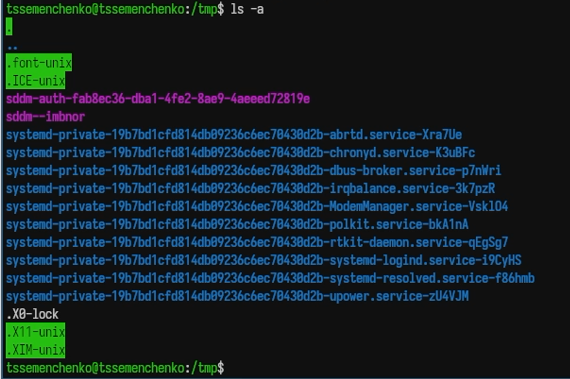 tssemenchenko@tssemenchenko:/tmp$ ls -a
.
..
.font-unix
.ICE-unix
sddm-auth-fab8ec36-dba1-4fe2-8ae9-4aeeed72819e
sddm--imbnor
systemd-private-19b7bd1cfd814db09236c6ec70430d2b-abrtd.service-Xra7Ue
systemd-private-19b7bd1cfd814db09236c6ec70430d2b-chronyd.service-K3uBFc
systemd-private-19b7bd1cfd814db09236c6ec70430d2b-dbus-broker.service-p7nWri
systemd-private-19b7bd1cfd814db09236c6ec70430d2b-irqbalance.service-3k7pzR
systemd-private-19b7bd1cfd814db09236c6ec70430d2b-ModemManager.service-VsklO4
systemd-private-19b7bd1cfd814db09236c6ec70430d2b-polkit.service-bkA1nA
systemd-private-19b7bd1cfd814db09236c6ec70430d2b-rtkit-daemon.service-qEgSg7
systemd-private-19b7bd1cfd814db09236c6ec70430d2b-systemd-logind.service-i9CyHS
systemd-private-19b7bd1cfd814db09236c6ec70430d2b-systemd-resolved.service-f86hmb
systemd-private-19b7bd1cfd814db09236c6ec70430d2b-upower.service-zU4VJM
.X0-lock
.X11-unix
.XIM-unix
tssemenchenko@tssemenchenko:/tmp$